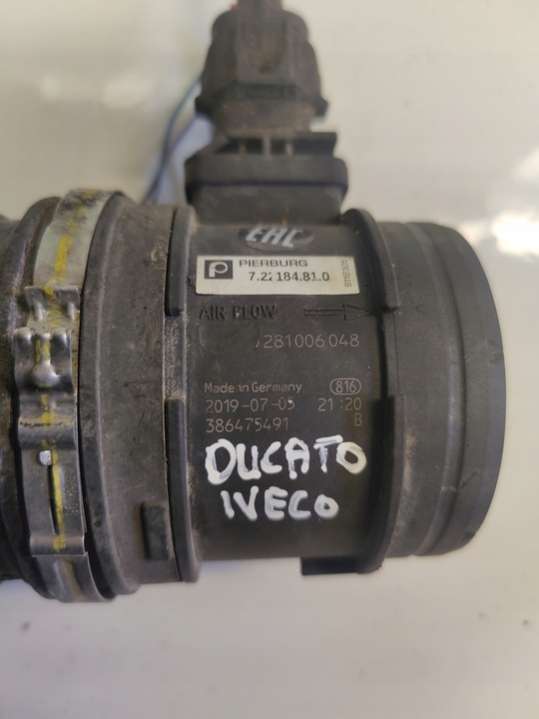 EAC
P PIERBURG
7.22184.81.0
AIR FLOW
281006048
Made in Germany 816
2019-07-05 21:20
386475491 B
DUCATO
IVECO